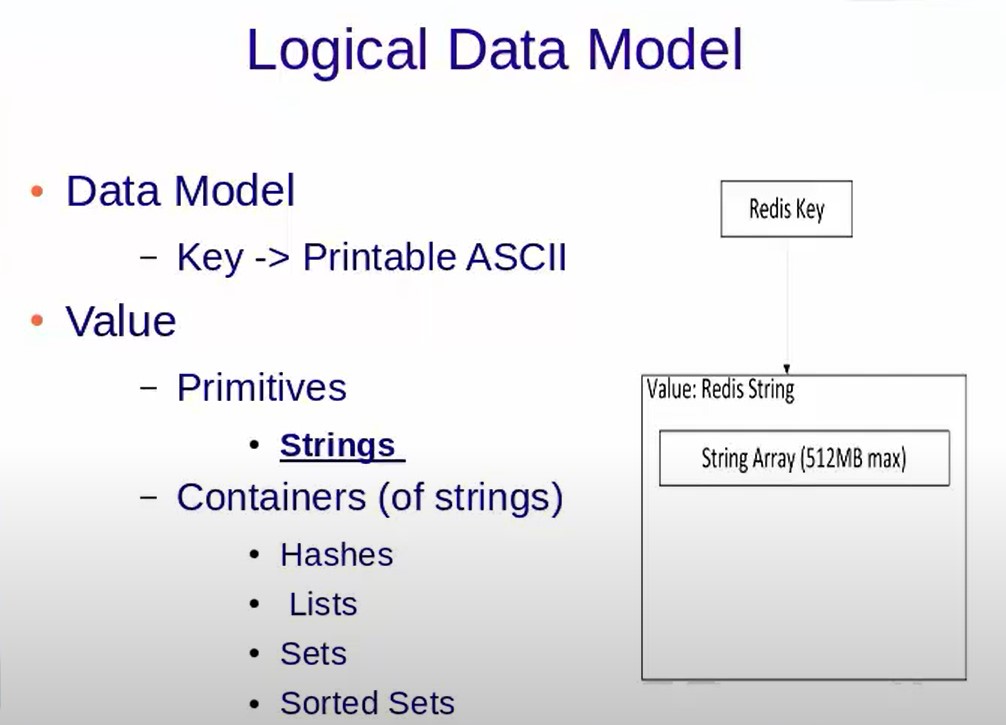 Logical Data Model
• Data Model
– Key -> Printable ASCII
• Value
– Primitives
• Strings
– Containers (of strings)
• Hashes
• Lists
• Sets
• Sorted Sets
Redis Key
Value: Redis String
String Array (512MB max)